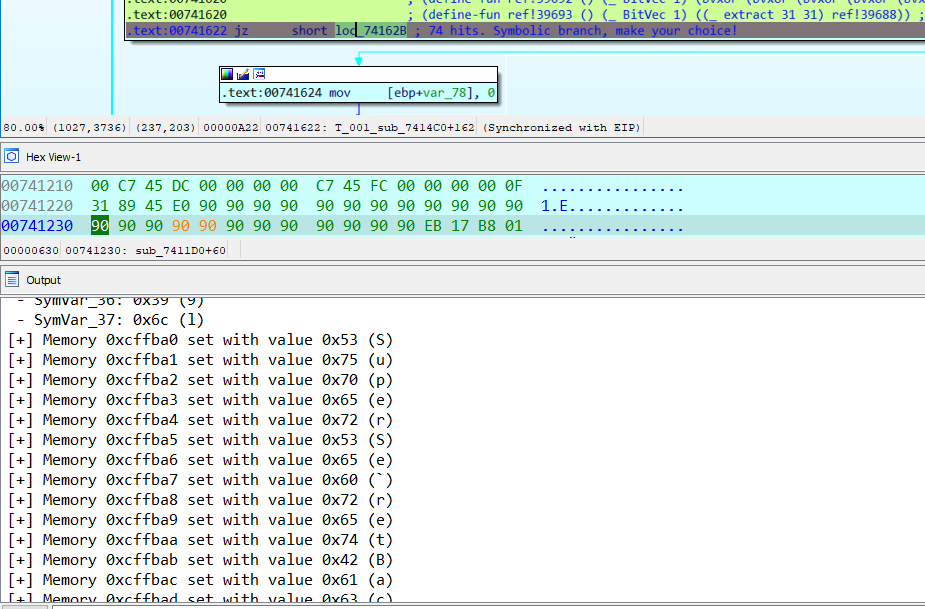 .text:00741620 ; (define-fun ref!39692 () (_ BitVec 1) (bvxor (bvxor (bvxor (bvx
.text:00741620 ; (define-fun ref!39693 () (_ BitVec 1) ((_ extract 31 31) ref!39688)) ;
.text:00741622 jz short loc_74162B ; 74 hits. Symbolic branch, make your choice!
.text:00741624 mov [ebp+var_78], 0
80.00% (1027,3736) (237,203) 00000A22 00741622: T_001_sub_7414C0+162 (Synchronized with EIP)
Hex View-1
00741210 00 C7 45 DC 00 00 00 00 C7 45 FC 00 00 00 00 0F ................
00741220 31 89 45 E0 90 90 90 90 90 90 90 90 90 90 90 90 1.E.............
00741230 90 90 90 90 90 90 90 90 90 90 90 90 EB 17 B8 01 ................
00000630 00741230: sub_7411D0+60
Output
- SymVar_36: 0x39 (9)
- SymVar_37: 0x6c (l)
[+] Memory 0xcffba0 set with value 0x53 (S)
[+] Memory 0xcffba1 set with value 0x75 (u)
[+] Memory 0xcffba2 set with value 0x70 (p)
[+] Memory 0xcffba3 set with value 0x65 (e)
[+] Memory 0xcffba4 set with value 0x72 (r)
[+] Memory 0xcffba5 set with value 0x53 (S)
[+] Memory 0xcffba6 set with value 0x65 (e)
[+] Memory 0xcffba7 set with value 0x60 (`)
[+] Memory 0xcffba8 set with value 0x72 (r)
[+] Memory 0xcffba9 set with value 0x65 (e)
[+] Memory 0xcffbaa set with value 0x74 (t)
[+] Memory 0xcffbab set with value 0x42 (B)
[+] Memory 0xcffbac set with value 0x61 (a)
[+] Memory 0xcffbad set with value 0x63 (c)